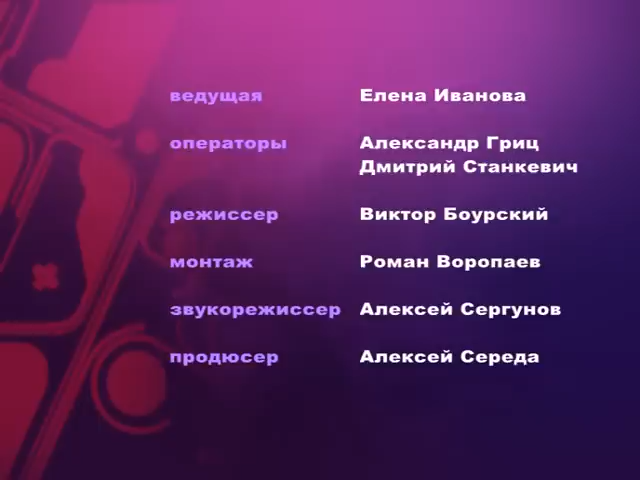 ведущая Елена Иванова
операторы Александр Гриц
Дмитрий Станкевич
режиссер Виктор Боурский
монтаж Роман Воропаев
звукорежиссер Алексей Сергунов
продюсер Алексей Середа